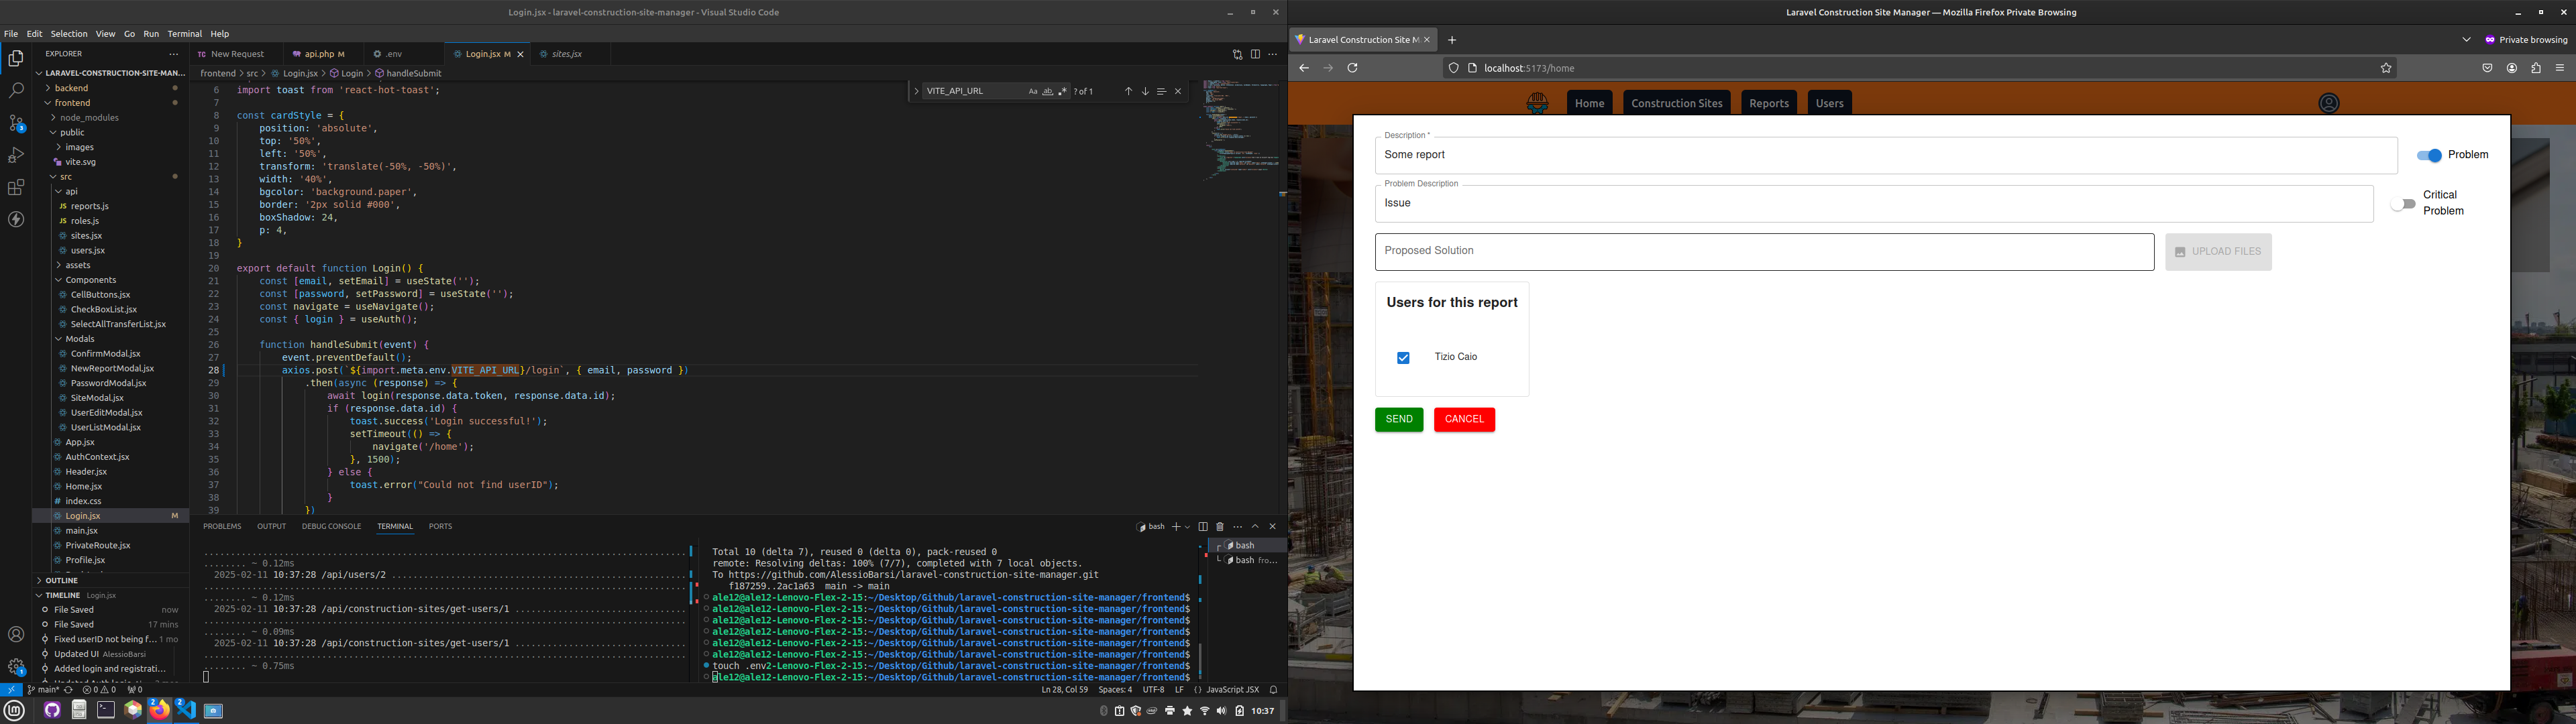 Login.jsx - laravel-construction-site-manager - Visual Studio Code
File Edit Selection View Go Run Terminal Help
EXPLORER
LARAVEL-CONSTRUCTION-SITE-MAN...
backend
frontend
node_modules
public
images
vite.svg
src
api
JS reports.js
JS roles.js
sites.jsx
users.jsx
assets
Components
CellButtons.jsx
CheckBoxList.jsx
SelectAllTransferList.jsx
Modals
ConfirmModal.jsx
NewReportModal.jsx
PasswordModal.jsx
SiteModal.jsx
UserEditModal.jsx
UserListModal.jsx
App.jsx
AuthContext.jsx
Header.jsx
Home.jsx
# index.css
Login.jsx M
main.jsx
PrivateRoute.jsx
Profile.jsx
OUTLINE
TIMELINE Login.jsx
File Saved now
File Saved 17 mins
Fixed userID not being f... 1 mo
Updated UI AlessioBarsi
Added login and registrati...
TC New Request
api.php M
.env
Login.jsx M
sites.jsx
frontend > src > Login.jsx > Login > handleSubmit
VITE_API_URL Aa ab ? of 1
6 import toast from 'react-hot-toast';
7
8 const cardStyle = {
9 position: 'absolute',
10 top: '50%',
11 left: '50%',
12 transform: 'translate(-50%, -50%)',
13 width: '40%',
14 bgcolor: 'background.paper',
15 border: '2px solid #000',
16 boxShadow: 24,
17 p: 4,
18 }
19
20 export default function Login() {
21 const [email, setEmail] = useState('');
22 const [password, setPassword] = useState('');
23 const navigate = useNavigate();
24 const { login } = useAuth();
25
26 function handleSubmit(event) {
27 event.preventDefault();
28 axios.post(`${import.meta.env.VITE_API_URL}/login`, { email, password })
29 .then(async (response) => {
30 await login(response.data.token, response.data.id);
31 if (response.data.id) {
32 toast.success('Login successful!');
33 setTimeout(() => {
34 navigate('/home');
35 }, 1500);
36 } else {
37 toast.error("Could not find userID");
38 }
39 })
PROBLEMS OUTPUT DEBUG CONSOLE TERMINAL PORTS
bash
........ ~ 0.12ms
2025-02-11 10:37:28 /api/users/2
........ ~ 0.12ms
2025-02-11 10:37:28 /api/construction-sites/get-users/1
........ ~ 0.09ms
2025-02-11 10:37:28 /api/construction-sites/get-users/1
........ ~ 0.75ms
Total 10 (delta 7), reused 0 (delta 0), pack-reused 0
remote: Resolving deltas: 100% (7/7), completed with 7 local objects.
To https://github.com/AlessioBarsi/laravel-construction-site-manager.git
f187259..2ac1a63 main -> main
ale12@ale12-Lenovo-Flex-2-15:~/Desktop/Github/laravel-construction-site-manager/frontend$
ale12@ale12-Lenovo-Flex-2-15:~/Desktop/Github/laravel-construction-site-manager/frontend$
ale12@ale12-Lenovo-Flex-2-15:~/Desktop/Github/laravel-construction-site-manager/frontend$
ale12@ale12-Lenovo-Flex-2-15:~/Desktop/Github/laravel-construction-site-manager/frontend$
ale12@ale12-Lenovo-Flex-2-15:~/Desktop/Github/laravel-construction-site-manager/frontend$
ale12@ale12-Lenovo-Flex-2-15:~/Desktop/Github/laravel-construction-site-manager/frontend$
touch .env2-Lenovo-Flex-2-15:~/Desktop/Github/laravel-construction-site-manager/frontend$
ale12@ale12-Lenovo-Flex-2-15:~/Desktop/Github/laravel-construction-site-manager/frontend$
bash
bash fro...
main* 0 0 0
Ln 28, Col 59 Spaces: 4 UTF-8 LF JavaScript JSX
10:37
Laravel Construction Site Manager — Mozilla Firefox Private Browsing
Laravel Construction Site M
Private browsing
localhost:5173/home
Home
Construction Sites
Reports
Users
Description *
Some report
Problem
Problem Description
Issue
Critical
Problem
Proposed Solution
UPLOAD FILES
Users for this report
Tizio Caio
SEND
CANCEL